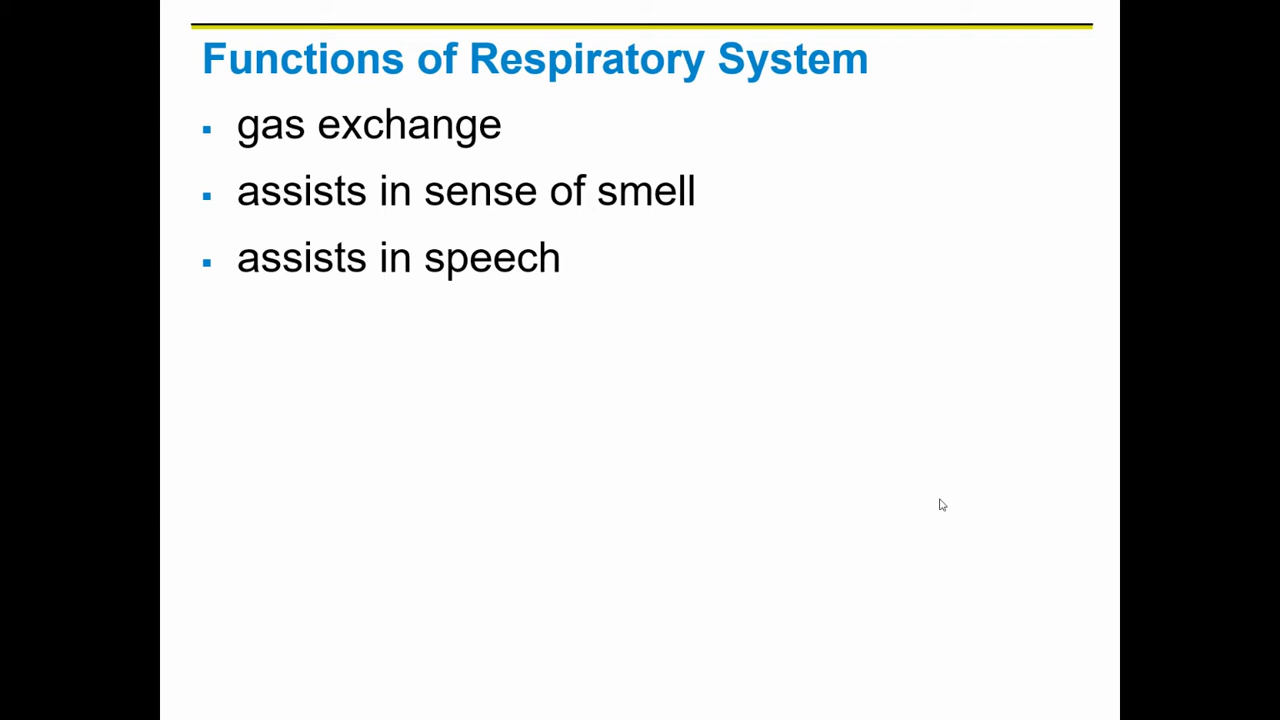 Functions of Respiratory System
▪ gas exchange
▪ assists in sense of smell
▪ assists in speech